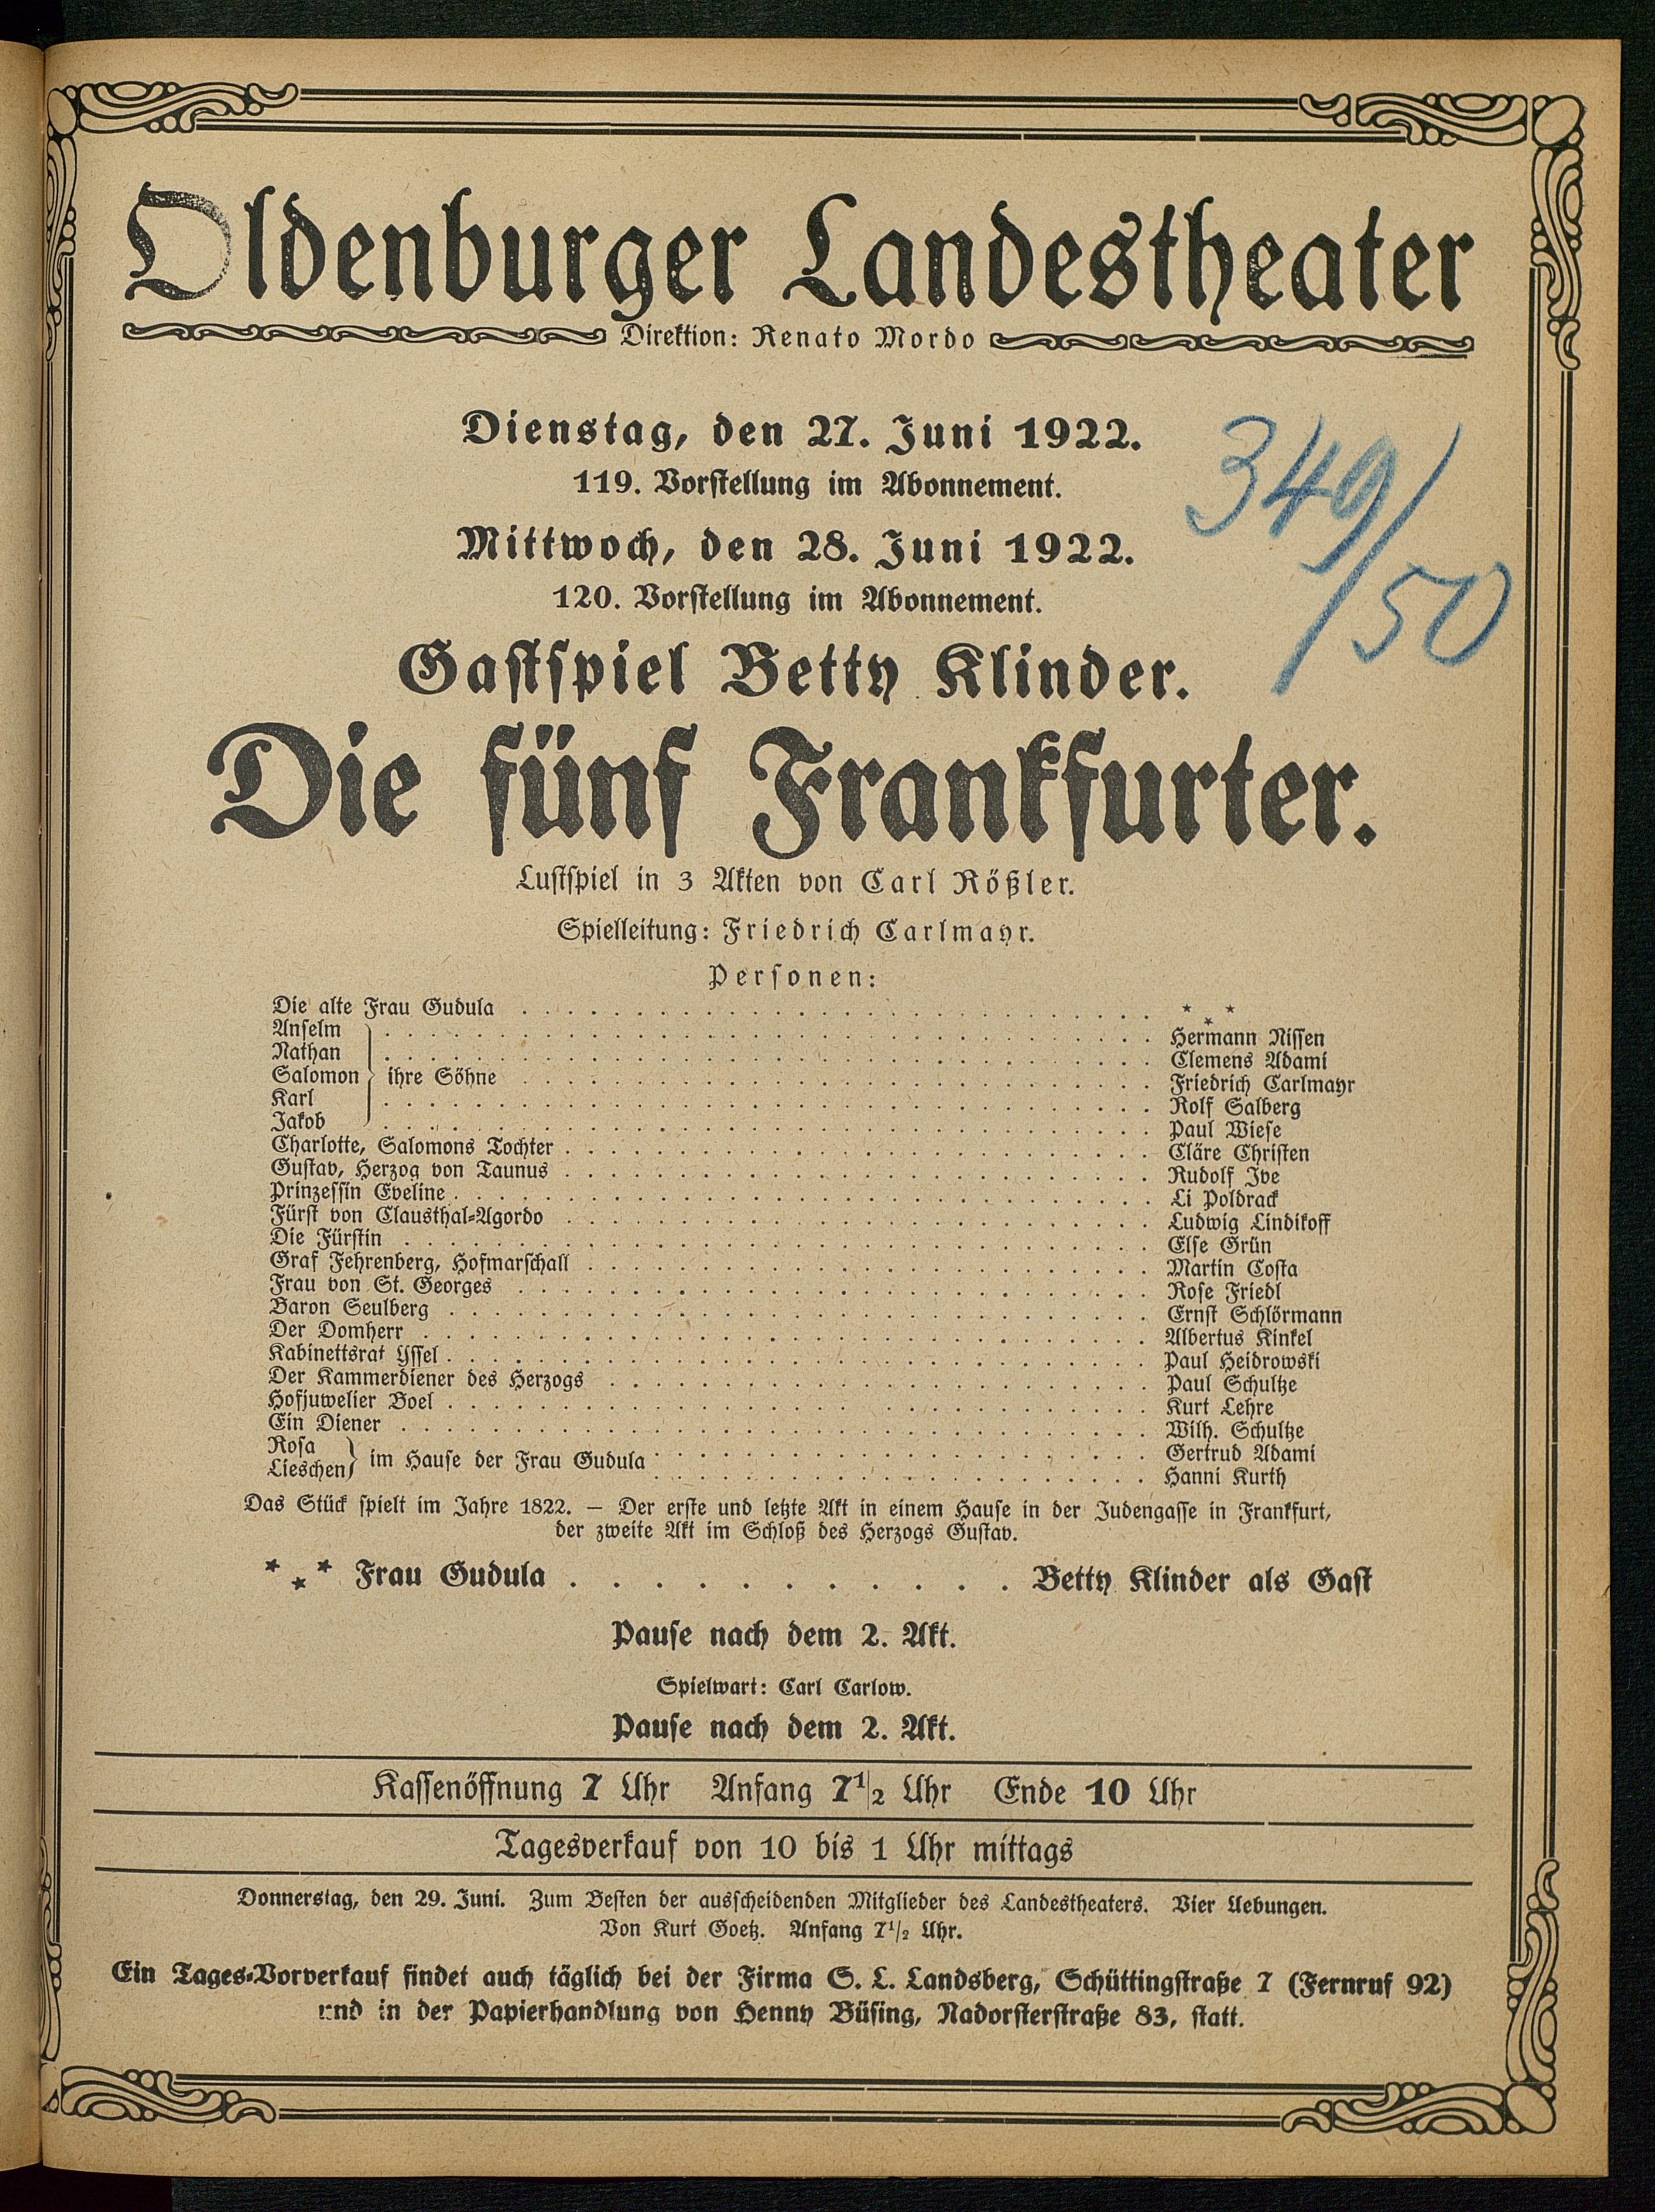 Oldenburger Landestheater
Direktion: Renato Mordo
Dienstag, den 27. Juni 1922.
119. Vorstellung im Abonnement.
Mittwoch, den 28. Juni 1922.
120. Vorstellung im Abonnement.
349/50
Gastspiel Betty Klinder.
Die fünf Frankfurter.
Lustspiel in 3 Akten von Carl Rößler.
Spielleitung: Friedrich Carlmayr.
Personen:
Die alte Frau Gudula . . . . . * * *
Anselm . . . . . Hermann Nissen
Nathan . . . . . Clemens Adami
Salomon } ihre Söhne . . . . . Friedrich Carlmayr
Karl . . . . . Rolf Salberg
Jakob . . . . . Paul Wiese
Charlotte, Salomons Tochter . . . . . Cläre Christen
Gustav, Herzog von Taunus . . . . . Rudolf Ive
Prinzessin Eveline . . . . . Li Poldrack
Fürst von Clausthal-Agordo . . . . . Ludwig Lindikoff
Die Fürstin . . . . . Else Grün
Graf Fehrenberg, Hofmarschall . . . . . Martin Costa
Frau von St. Georges . . . . . Rose Friedl
Baron Seulberg . . . . . Ernst Schlörmann
Der Domherr . . . . . Albertus Kinkel
Kabinettsrat Yssel . . . . . Paul Heidrowski
Der Kammerdiener des Herzogs . . . . . Paul Schultze
Hofjuwelier Boel . . . . . Kurt Lehre
Ein Diener . . . . . Wilh. Schultze
Rosa . . . . . Gertrud Adami
Lieschen } im Hause der Frau Gudula . . . . . Hanni Kurth
Das Stück spielt im Jahre 1822. — Der erste und letzte Akt in einem Hause in der Judengasse in Frankfurt,
der zweite Akt im Schloß des Herzogs Gustav.
* * * Frau Gudula . . . . . Betty Klinder als Gast
Pause nach dem 2. Akt.
Spielwart: Carl Carlow.
Pause nach dem 2. Akt.
Kassenöffnung 7 Uhr Anfang 7 1/2 Uhr Ende 10 Uhr
Tagesverkauf von 10 bis 1 Uhr mittags
Donnerstag, den 29. Juni. Zum Besten der ausscheidenden Mitglieder des Landestheaters. Vier Uebungen.
Von Kurt Goetz. Anfang 7 1/2 Uhr.
Ein Tages-Vorverkauf findet auch täglich bei der Firma S. L. Landsberg, Schüttingstraße 7 (Fernruf 92)
und in der Papierhandlung von Henny Büsing, Nadorsterstraße 83, statt.